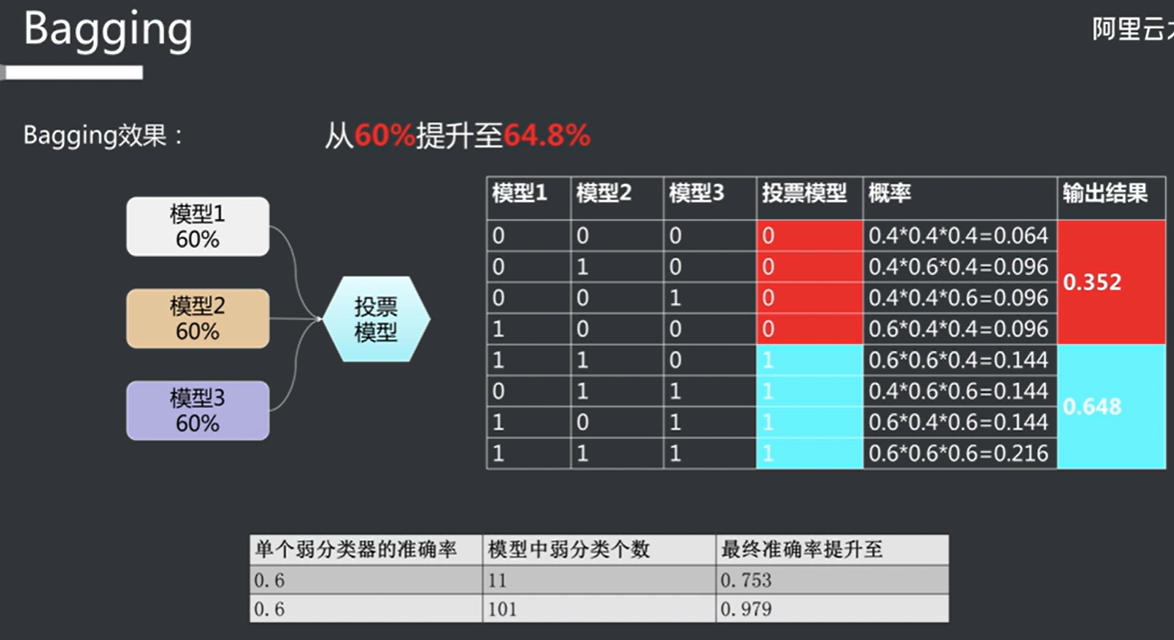 Bagging
阿里云
Bagging效果：
从60%提升至64.8%
模型1
60%
模型2
60%
模型3
60%
投票
模型
模型1 模型2 模型3 投票模型 概率 输出结果
0 0 0 0 0.4*0.4*0.4=0.064
0 1 0 0 0.4*0.6*0.4=0.096
0.352
0 0 1 0 0.4*0.4*0.6=0.096
1 0 0 0 0.6*0.4*0.4=0.096
1 1 0 1 0.6*0.6*0.4=0.144
0 1 1 1 0.4*0.6*0.6=0.144
0.648
1 0 1 1 0.6*0.4*0.6=0.144
1 1 1 1 0.6*0.6*0.6=0.216
单个弱分类器的准确率 模型中弱分类个数 最终准确率提升至
0.6 11 0.753
0.6 101 0.979